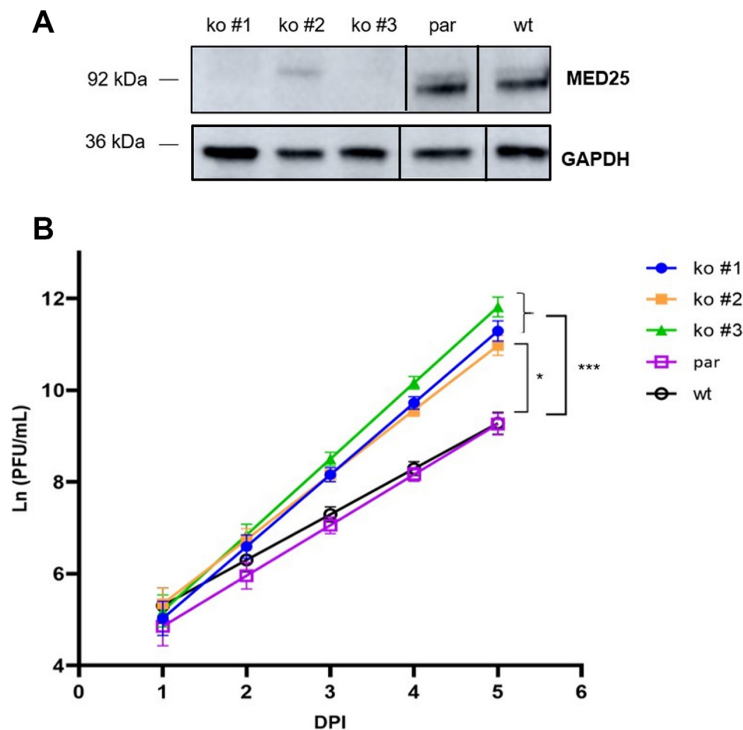 A
ko #1 ko #2 ko #3 par wt
92 kDa MED25
36 kDa GAPDH
B
12
10
8
6
4
0 1 2 3 4 5 6
Ln (PFU/mL)
DPI
*
***
ko #1
ko #2
ko #3
par
wt